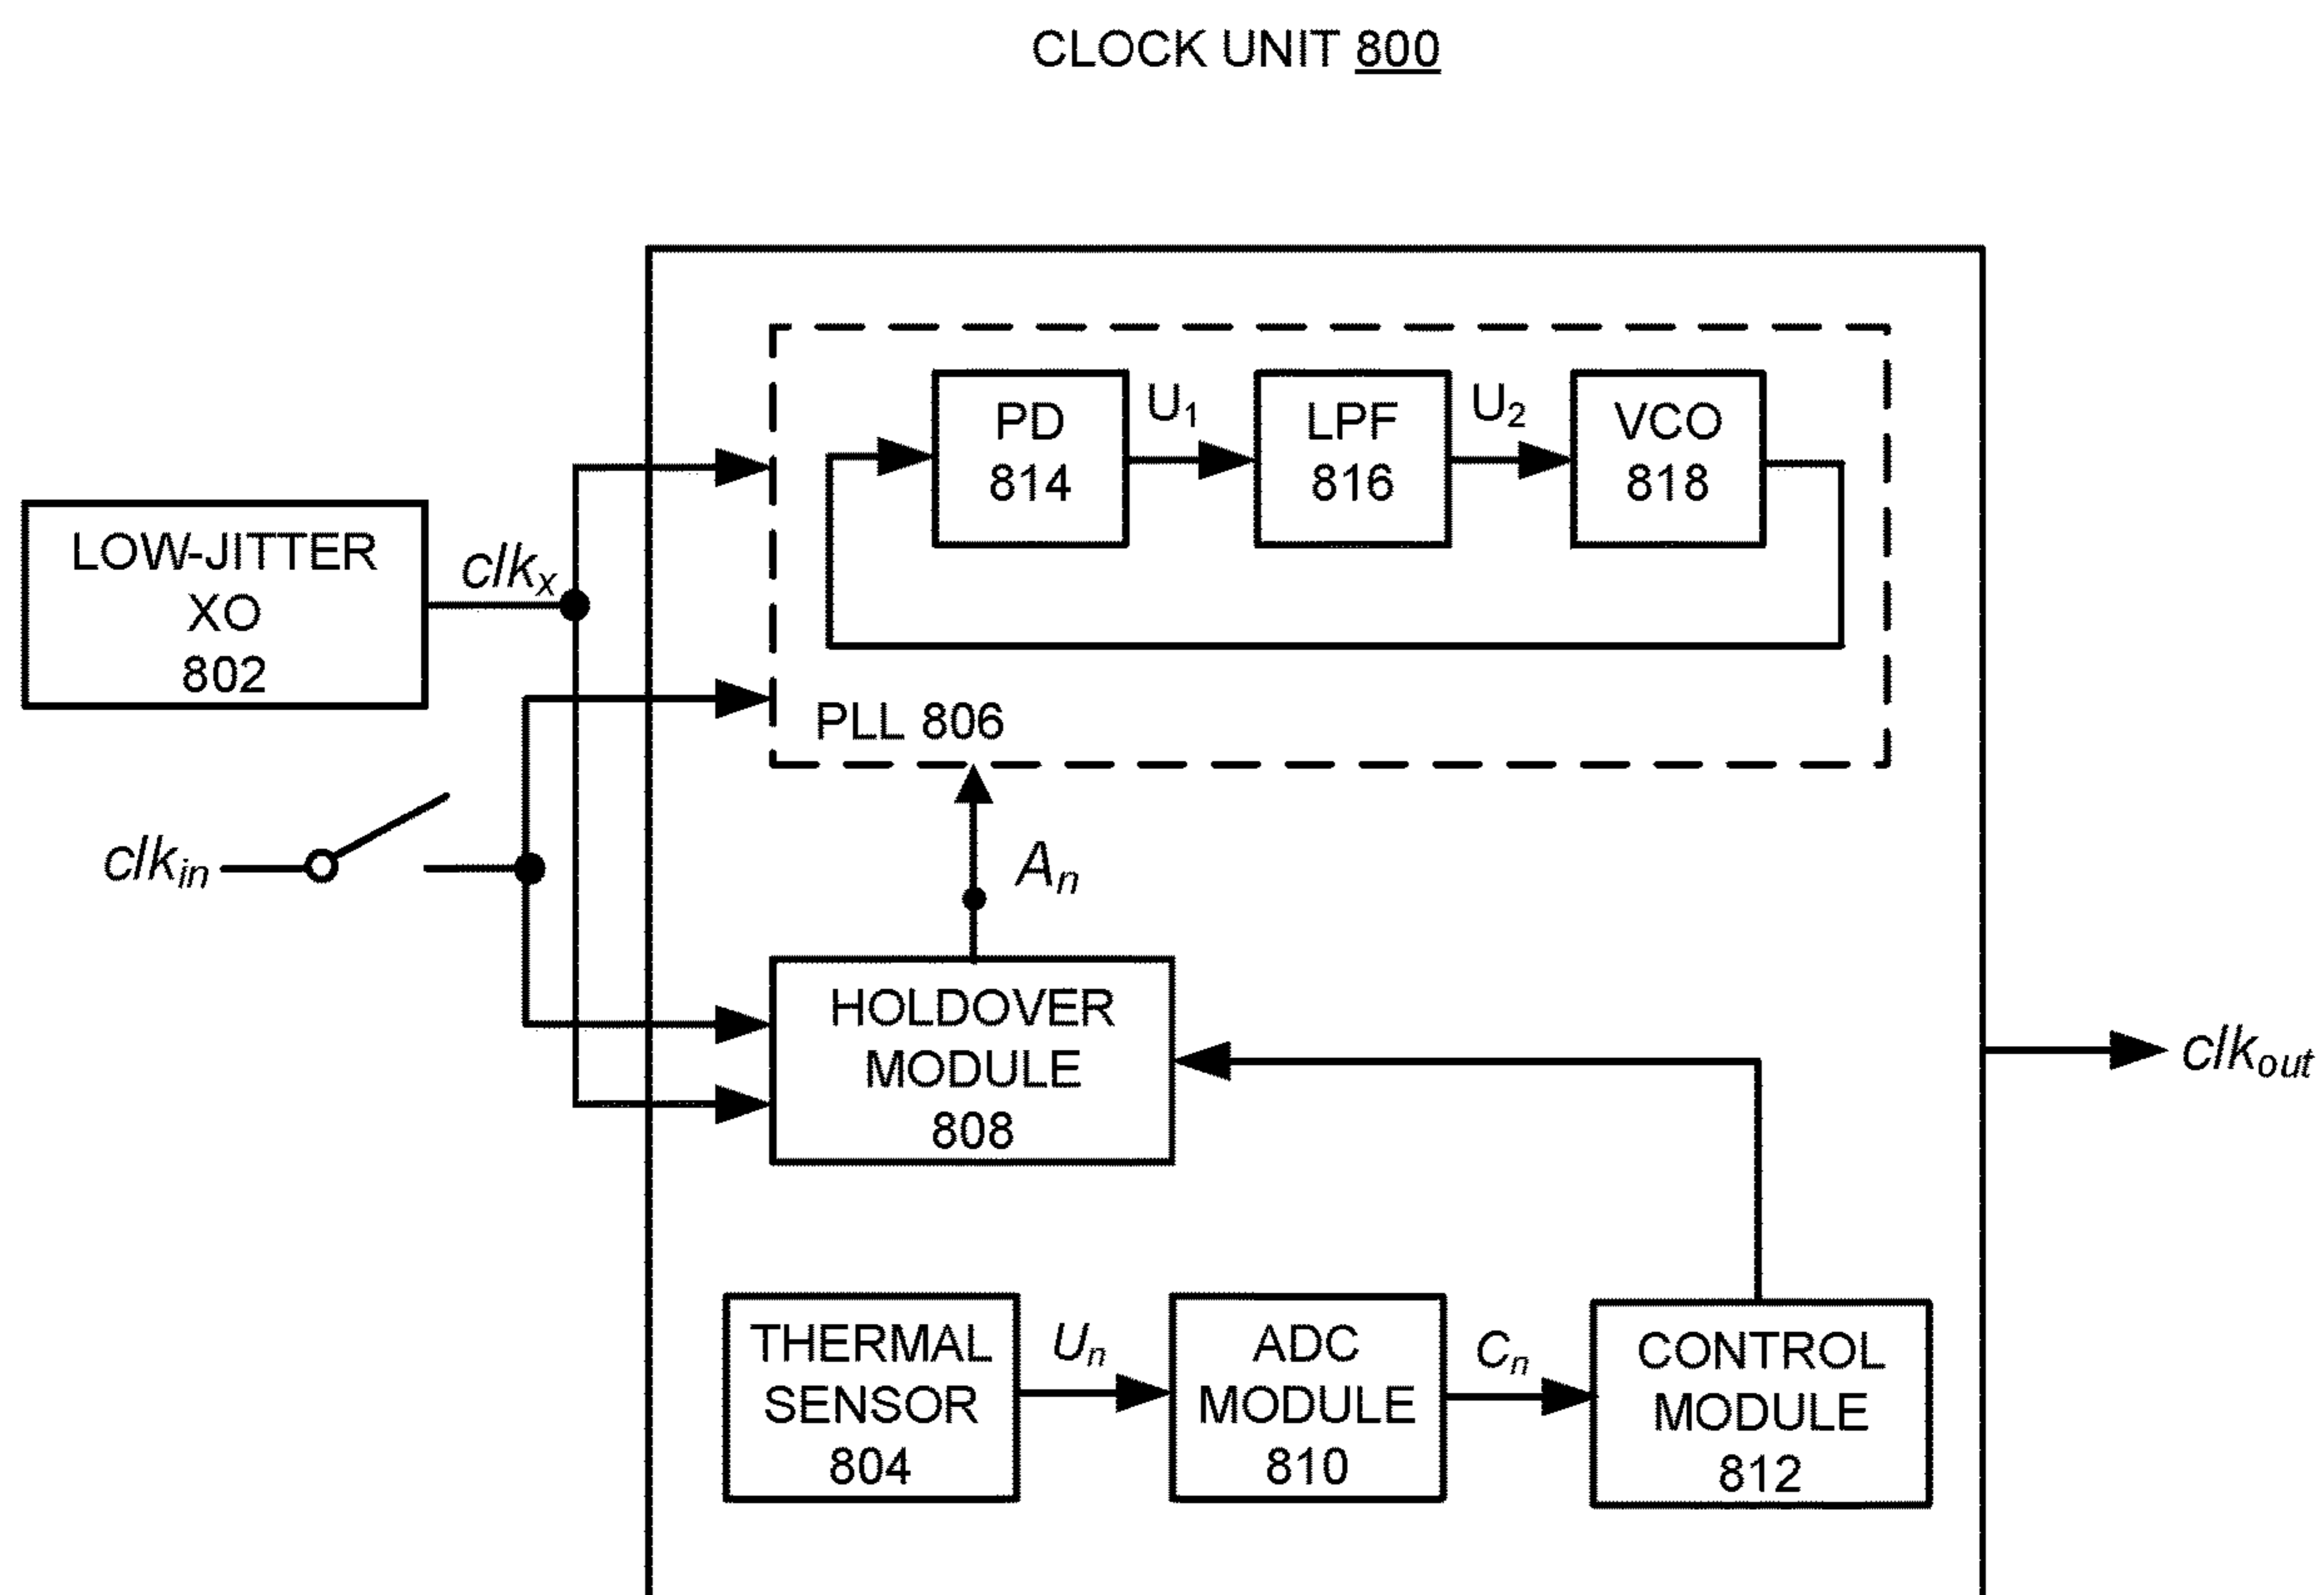 CLOCK UNIT 800
PD
814
U₁
LPF
816
U₂
VCO
818
LOW-JITTER
XO
802
clkₓ
PLL 806
clkᵢₙ
Aₙ
HOLDOVER
MODULE
808
clkₒᵤₜ
THERMAL
SENSOR
804
Uₙ
ADC
MODULE
810
Cₙ
CONTROL
MODULE
812